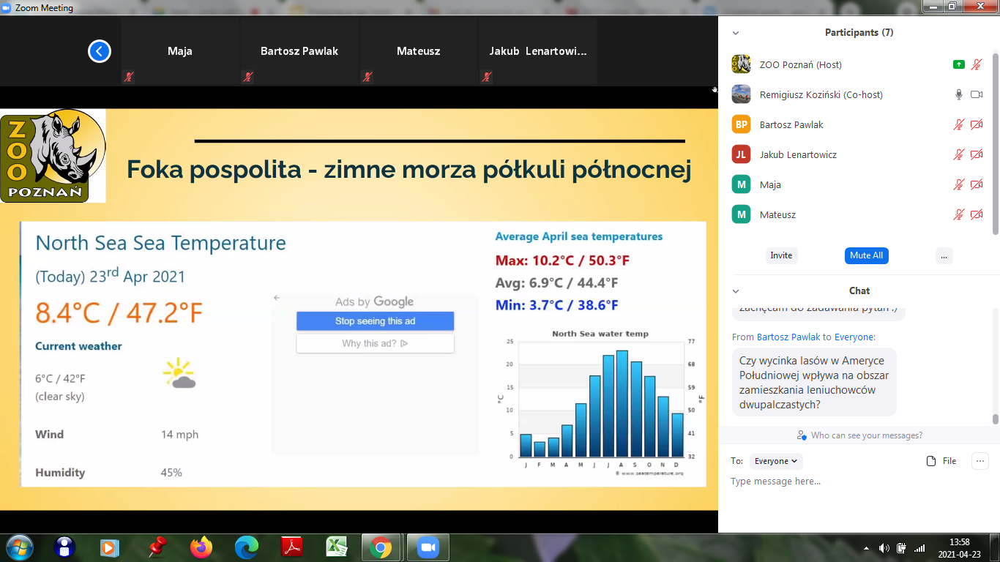 Zoom Meeting
Maja
Bartosz Pawlak
Mateusz
Jakub Lenartowi...
ZOO
POZNAŃ
Foka pospolita - zimne morza półkuli północnej
North Sea Sea Temperature
(Today) 23rd Apr 2021
8.4°C / 47.2°F
Current weather
6°C / 42°F
(clear sky)
Wind 14 mph
Humidity 45%
Ads by Google
Stop seeing this ad
Why this ad?
Average April sea temperatures
Max: 10.2°C / 50.3°F
Avg: 6.9°C / 44.4°F
Min: 3.7°C / 38.6°F
North Sea water temp
25 77
20 68
15 59
°C °F
10 50
5 41
0 32
J F M A M J J A S O N D
© www.seatemperature.org
Participants (7)
ZOO Poznań (Host)
Remigiusz Koziński (Co-host)
BP Bartosz Pawlak
JL Jakub Lenartowicz
M Maja
M Mateusz
Invite Mute All ...
Chat
zachęcam do zadawania pytań :)
From Bartosz Pawlak to Everyone:
Czy wycinka lasów w Ameryce
Południowej wpływa na obszar
zamieszkania leniuchowców
dwupalczastych?
Who can see your messages?
To: Everyone File ...
Type message here...
13:58
2021-04-23